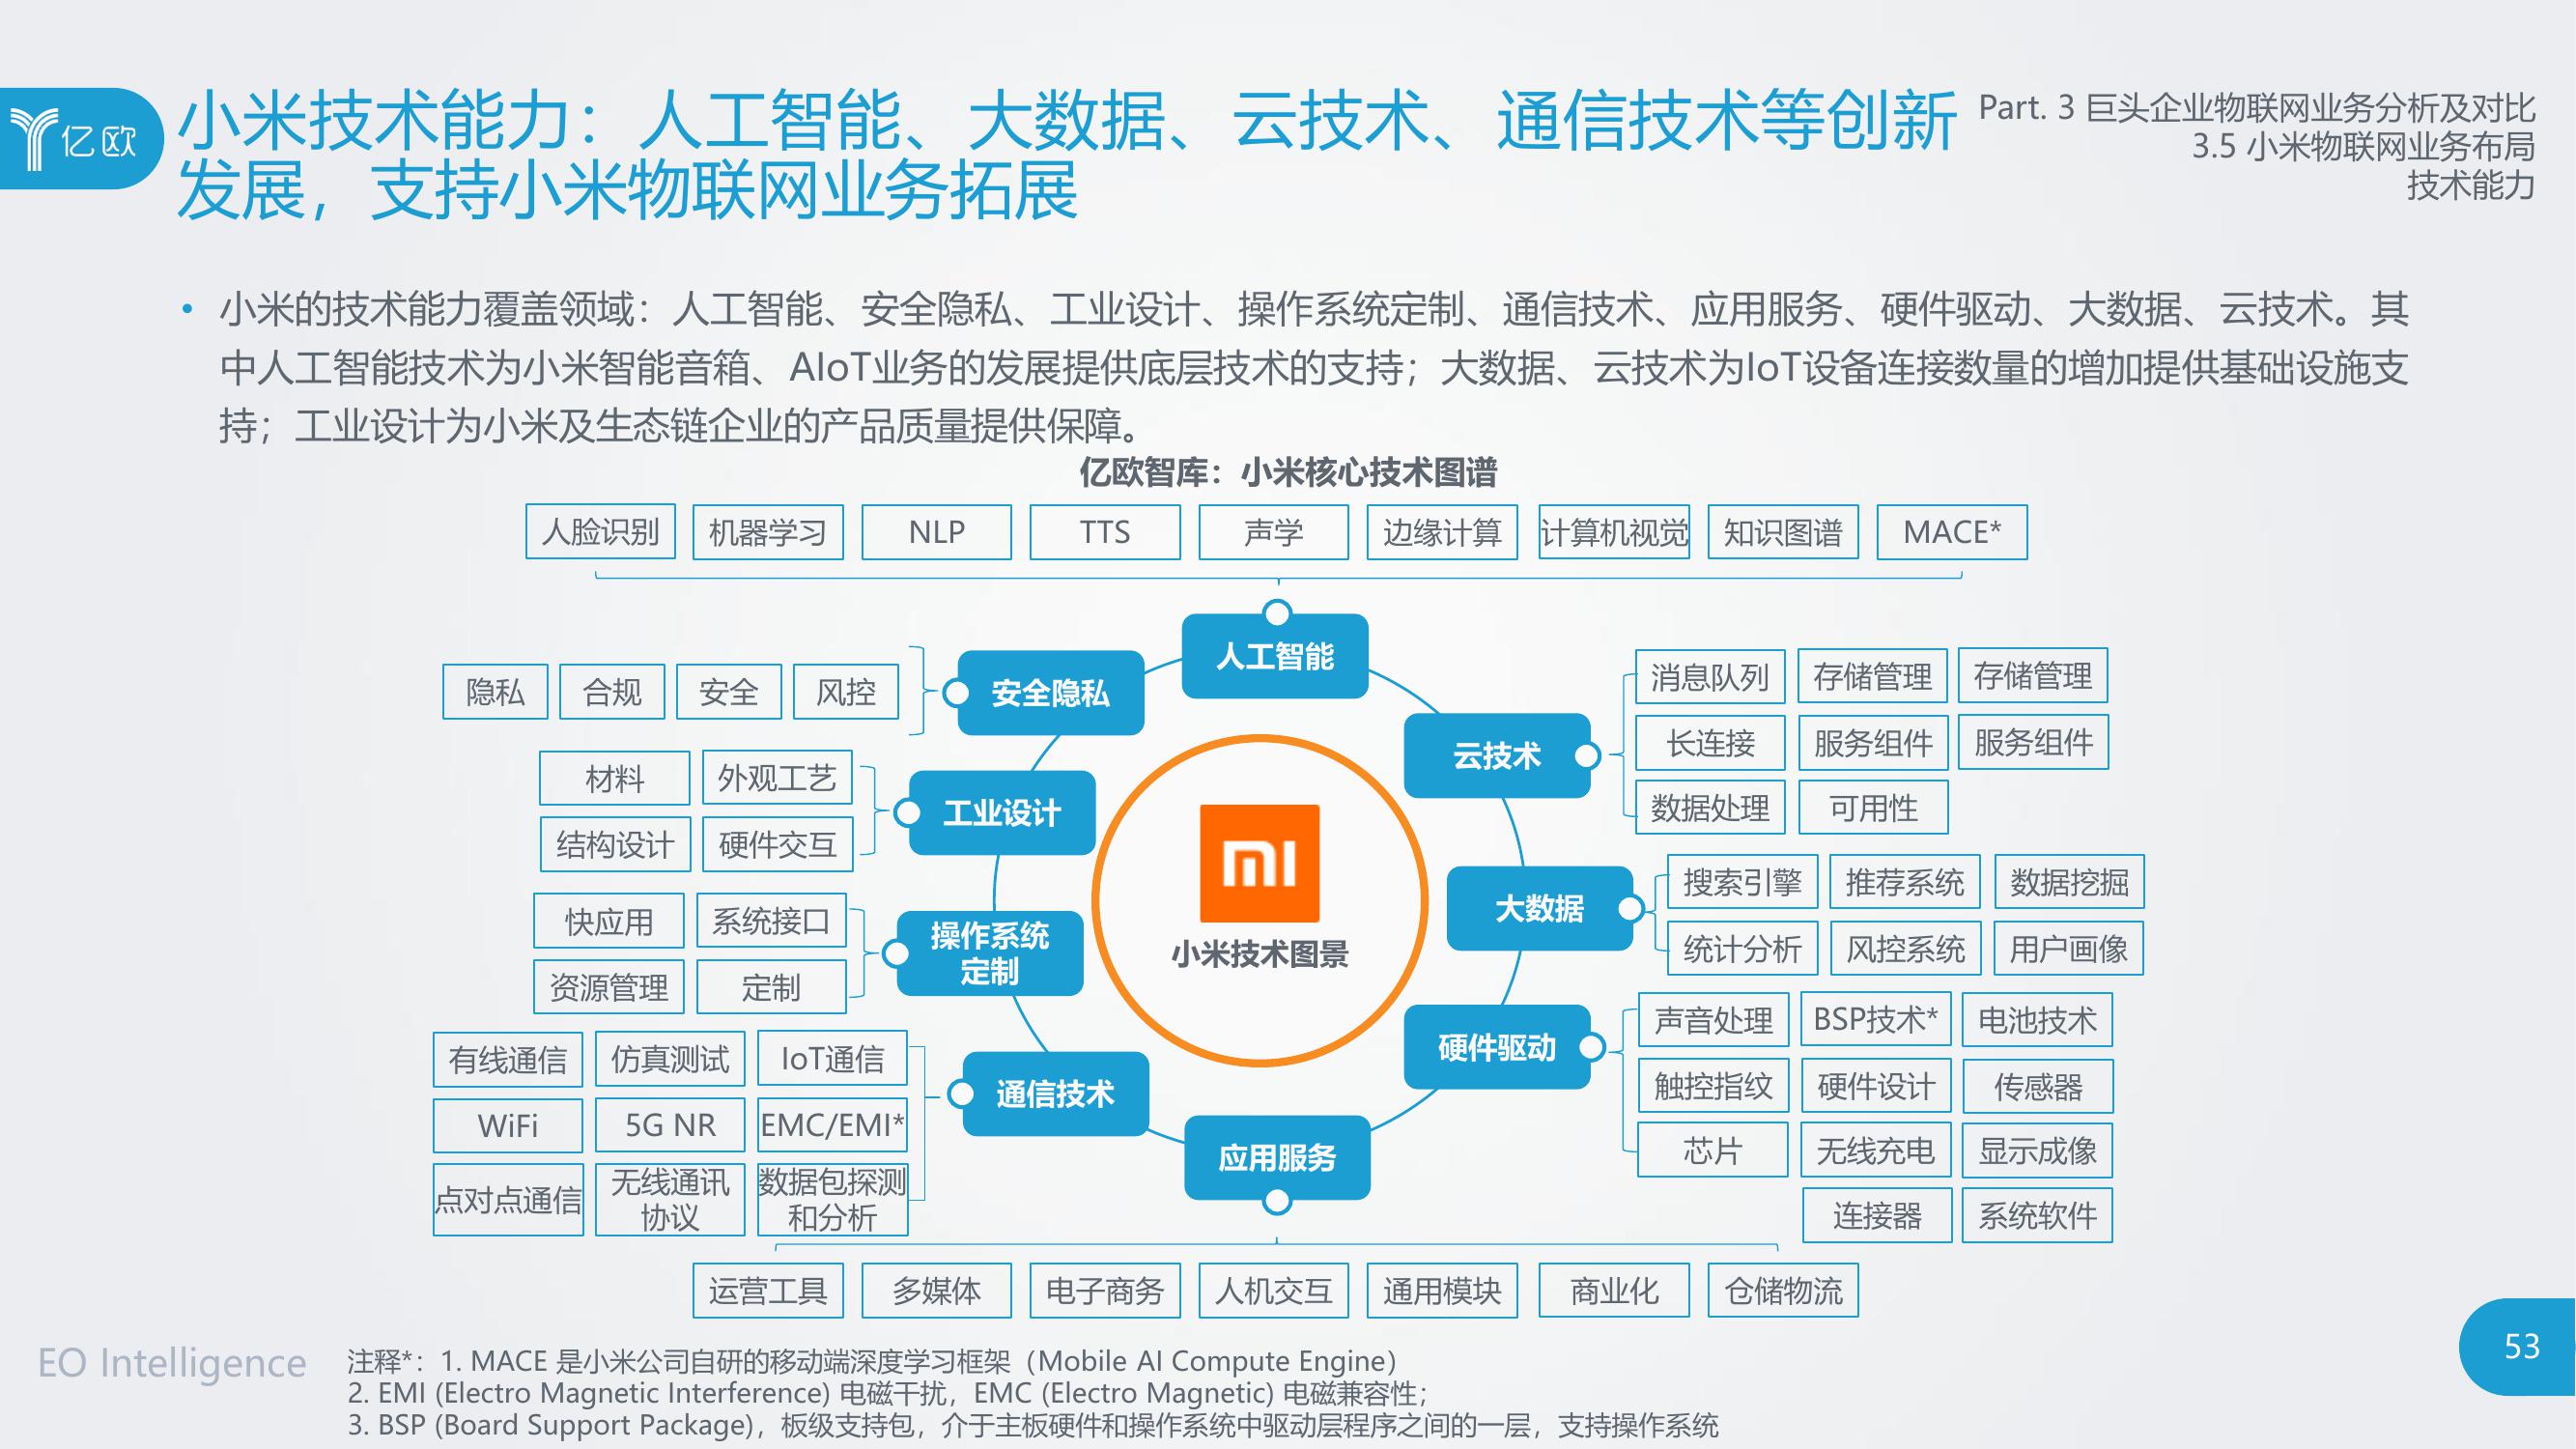 亿欧
小米技术能力：人工智能、大数据、云技术、通信技术等创新
发展，支持小米物联网业务拓展
Part. 3 巨头企业物联网业务分析及对比
3.5 小米物联网业务布局
技术能力
• 小米的技术能力覆盖领域：人工智能、安全隐私、工业设计、操作系统定制、通信技术、应用服务、硬件驱动、大数据、云技术。其
中人工智能技术为小米智能音箱、AIoT业务的发展提供底层技术的支持；大数据、云技术为IoT设备连接数量的增加提供基础设施支
持；工业设计为小米及生态链企业的产品质量提供保障。
亿欧智库：小米核心技术图谱
人脸识别 机器学习 NLP TTS 声学 边缘计算 计算机视觉 知识图谱 MACE*
人工智能
隐私 合规 安全 风控
安全隐私
材料 外观工艺
结构设计 硬件交互
工业设计
快应用 系统接口
资源管理 定制
操作系统
定制
有线通信 仿真测试 IoT通信
WiFi 5G NR EMC/EMI*
点对点通信 无线通讯
协议
数据包探测
和分析
通信技术
mi
小米技术图景
云技术
消息队列 存储管理 存储管理
长连接 服务组件 服务组件
数据处理 可用性
大数据
搜索引擎 推荐系统 数据挖掘
统计分析 风控系统 用户画像
硬件驱动
声音处理 BSP技术* 电池技术
触控指纹 硬件设计 传感器
芯片 无线充电 显示成像
连接器 系统软件
应用服务
运营工具 多媒体 电子商务 人机交互 通用模块 商业化 仓储物流
EO Intelligence
注释*：1. MACE 是小米公司自研的移动端深度学习框架（Mobile AI Compute Engine）
2. EMI (Electro Magnetic Interference) 电磁干扰，EMC (Electro Magnetic) 电磁兼容性；
3. BSP (Board Support Package)，板级支持包，介于主板硬件和操作系统中驱动层程序之间的一层，支持操作系统
53